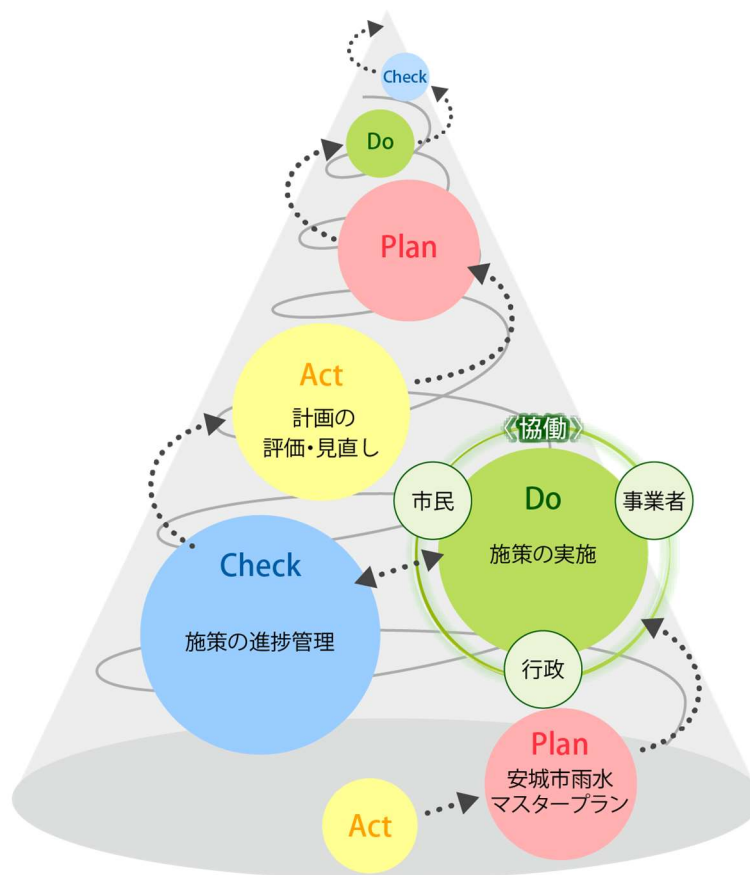 Check
Do
Plan
Act
計画の
評価・見直し
《協働》
市民
事業者
Do
施策の実施
Check
施策の進捗管理
行政
Plan
安城市雨水
マスタープラン
Act